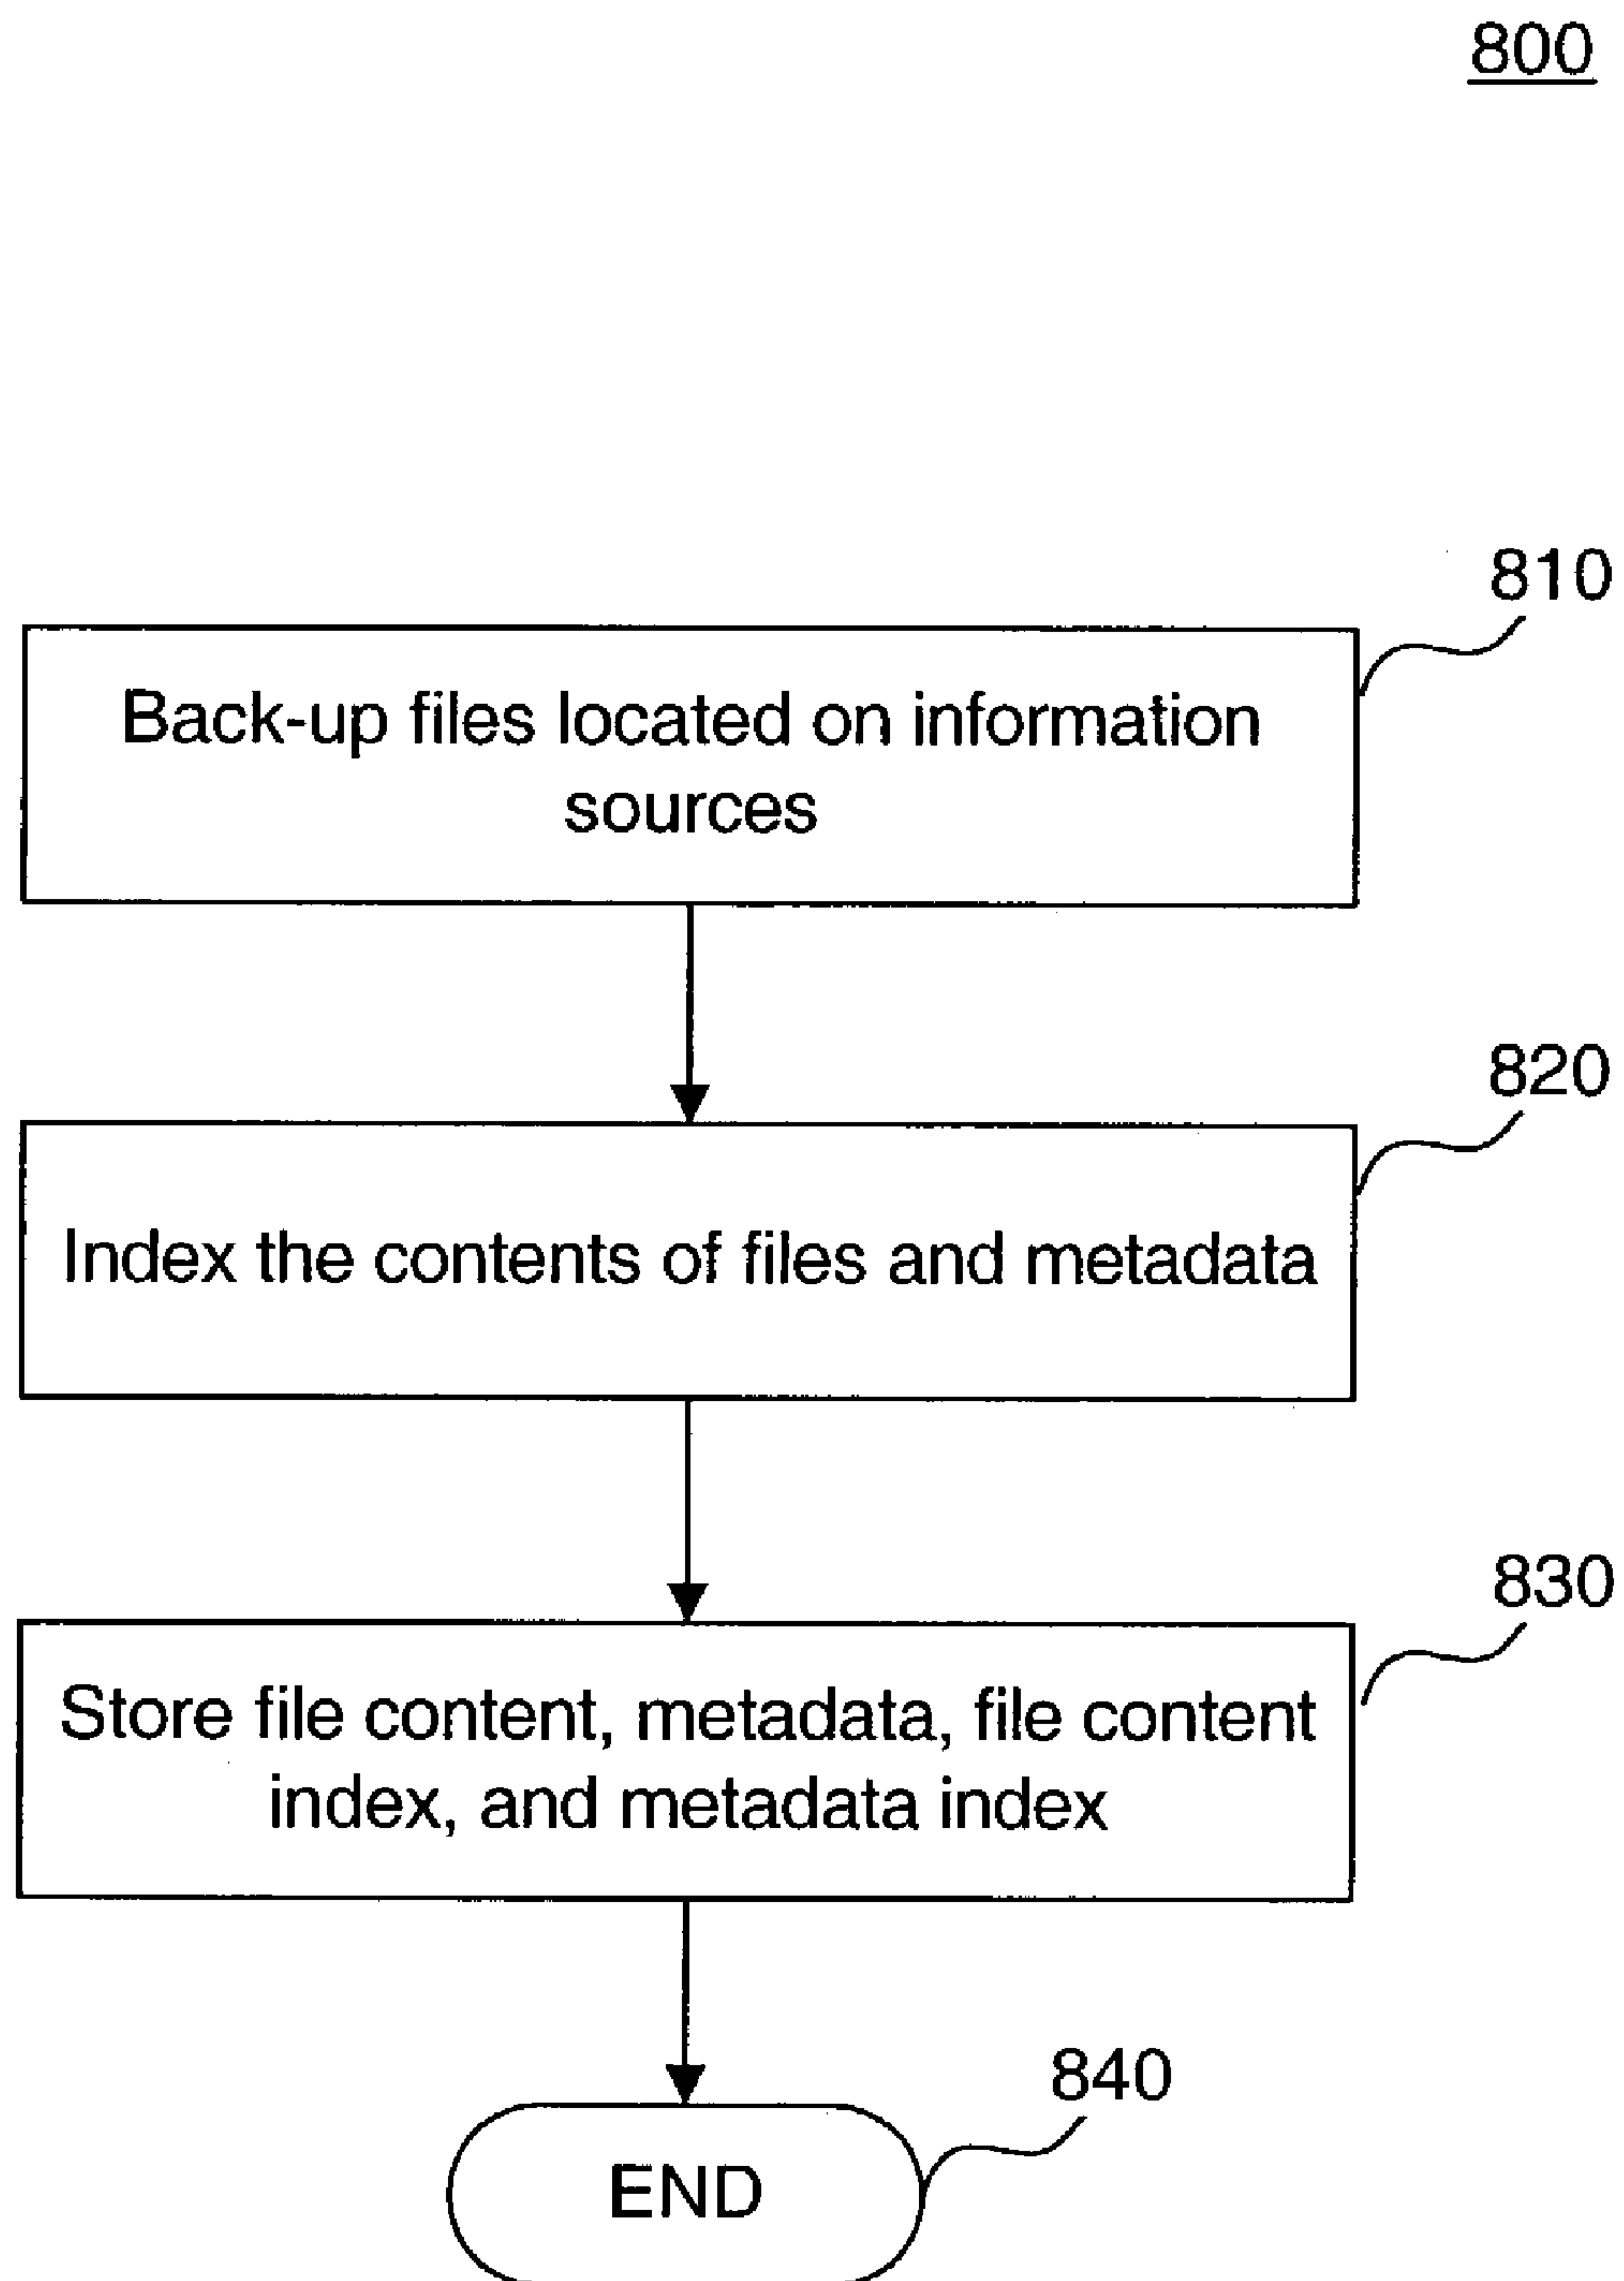 800
810
Back-up files located on information
sources
820
Index the contents of files and metadata
830
Store file content, metadata, file content
index, and metadata index
840
END